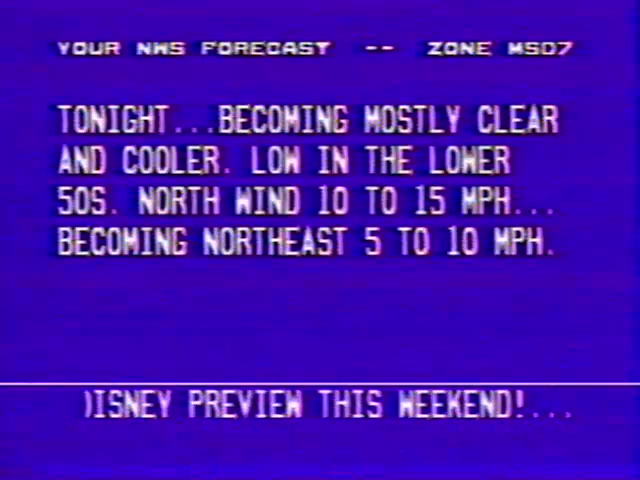 YOUR NWS FORECAST -- ZONE MS07
TONIGHT...BECOMING MOSTLY CLEAR
AND COOLER. LOW IN THE LOWER
50S. NORTH WIND 10 TO 15 MPH...
BECOMING NORTHEAST 5 TO 10 MPH.
DISNEY PREVIEW THIS WEEKEND!...